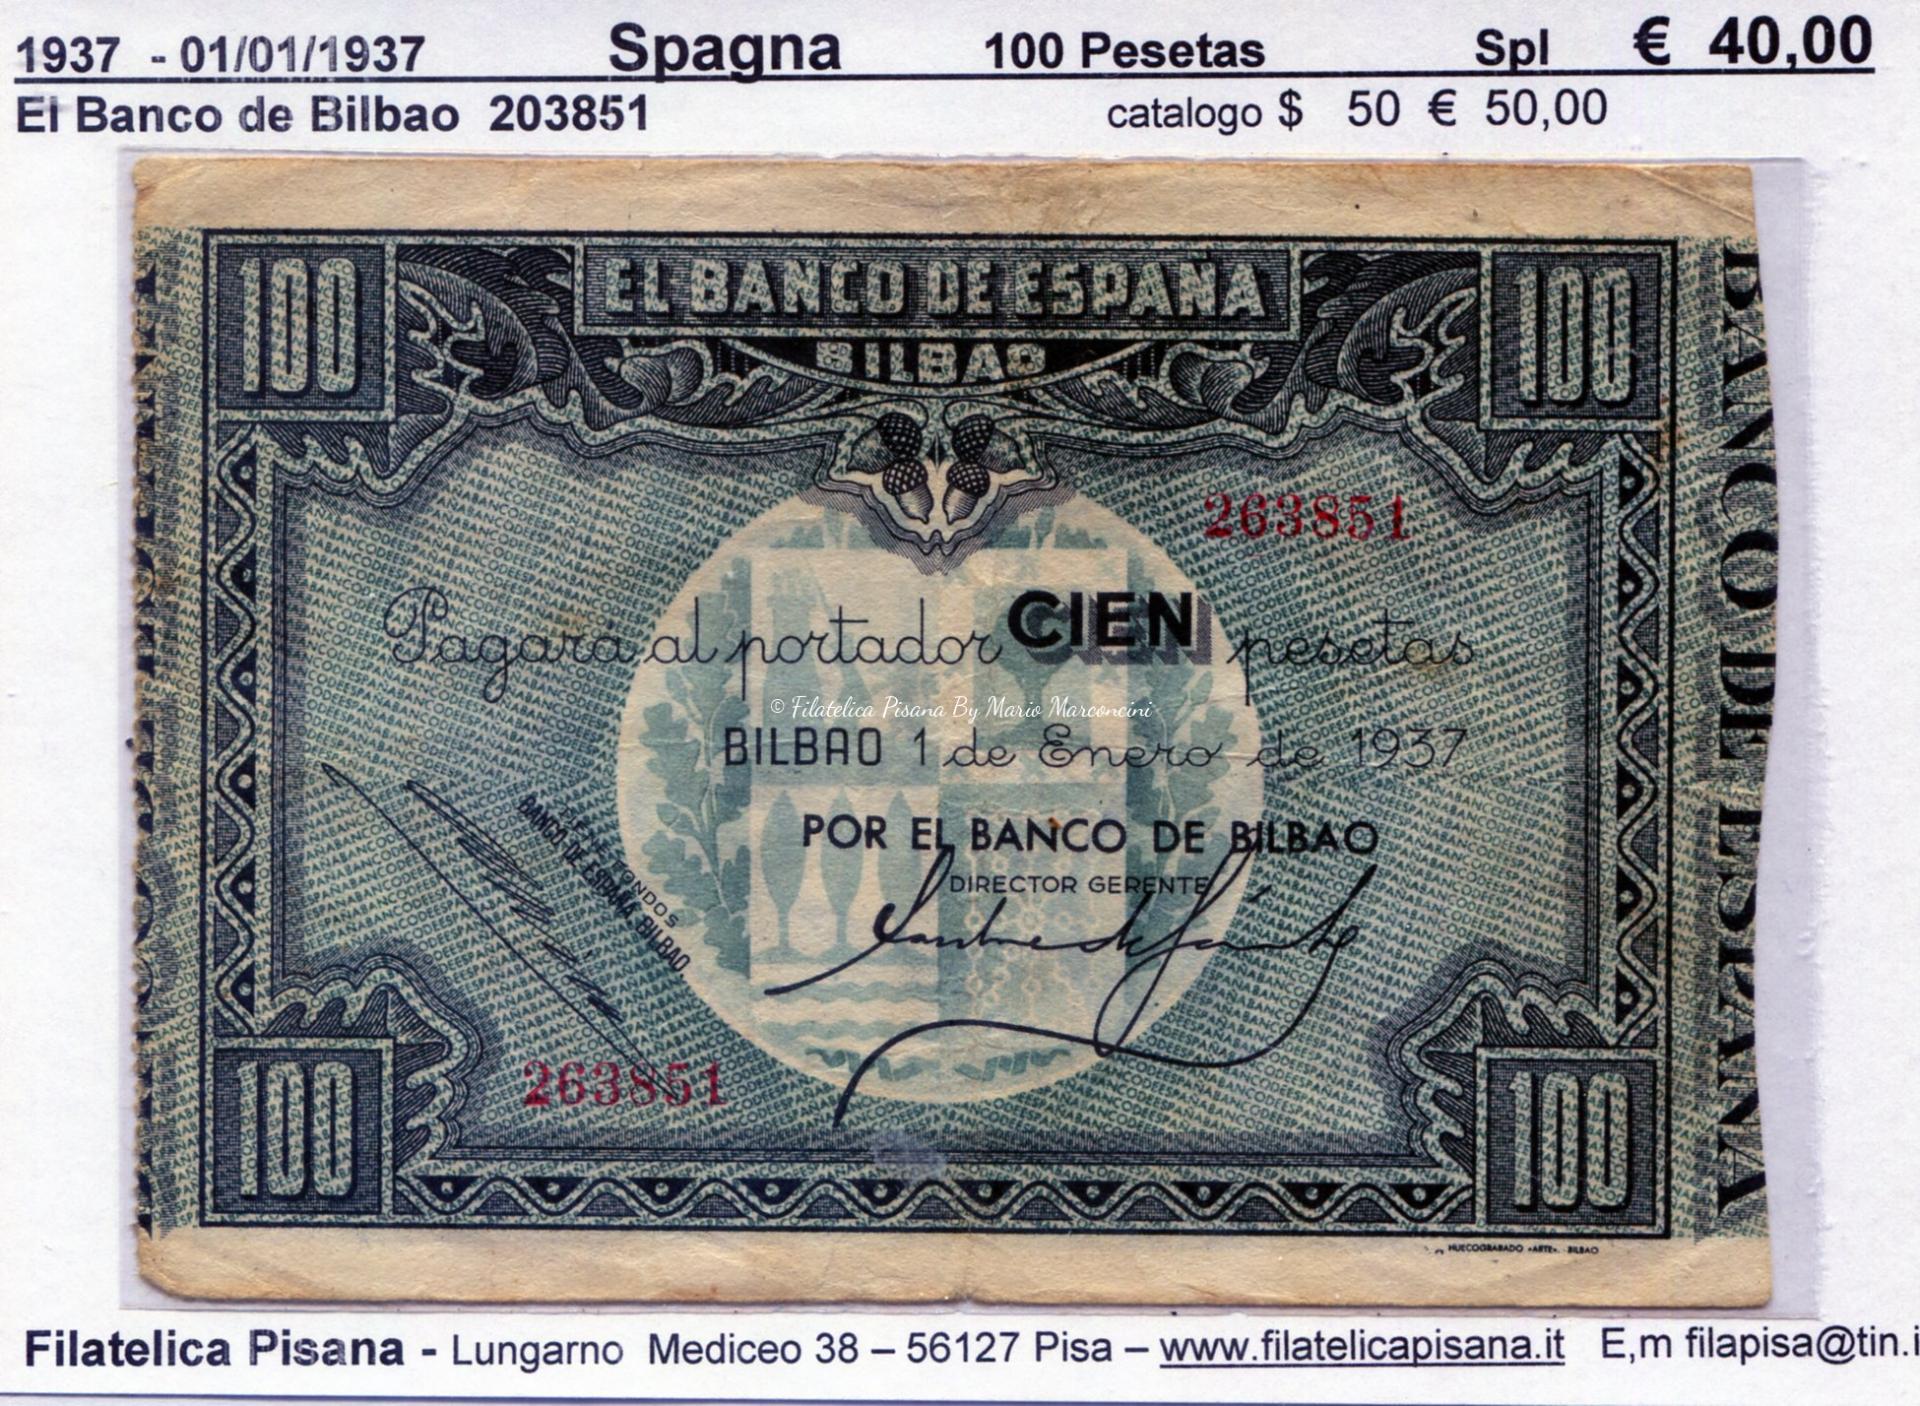 1937 - 01/01/1937 Spagna 100 Pesetas Spl € 40,00
El Banco de Bilbao 203851 catalogo $ 50 € 50,00
100 EL BANCO DE ESPAÑA 100
BILBAO
263851
Pagará al portador CIEN pesetas
© Filatelica Pisana By Mario Marconcini
BILBAO 1 de Enero de 1937
POR EL BANCO DE BILBAO
DIRECTOR GERENTE
BANCO DE ESPAÑA BILBAO
263851
100 100
BANCO DE ESPAÑA
HUECOGRABADO «ARTE». - BILBAO
Filatelica Pisana - Lungarno Mediceo 38 – 56127 Pisa – www.filatelicapisana.it E,m filapisa@tin.i